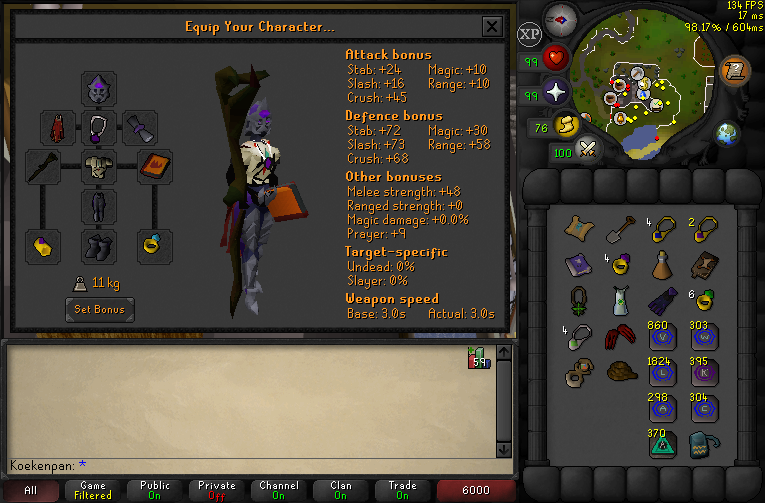 Equip Your Character...
134 FPS
17 ms
98.17% / 604ms
XP
99
99
76
100
Attack bonus
Stab: +24 Magic: +10
Slash: +16 Range: +10
Crush: +45
Defence bonus
Stab: +72 Magic: +30
Slash: +73 Range: +58
Crush: +68
Other bonuses
Melee strength: +48
Ranged strength: +0
Magic damage: +0.0%
Prayer: +9
Target-specific
Undead: 0%
Slayer: 0%
Weapon speed
Base: 3.0s Actual: 3.0s
11 kg
Set Bonus
4 2
4
6
4 860 303
V W
1824 395
L K
298 304
A C
370
A
59
Koekenpan: *
All
Game
Filtered
Public
On
Private
Off
Channel
On
Clan
On
Trade
On
6000